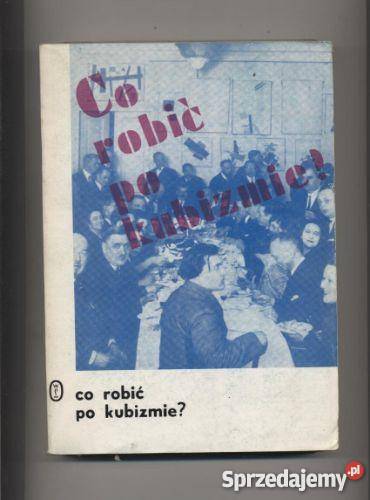 Co
robić
po
kubizmie?
co robić
po kubizmie?
Sprzedajemy.pl